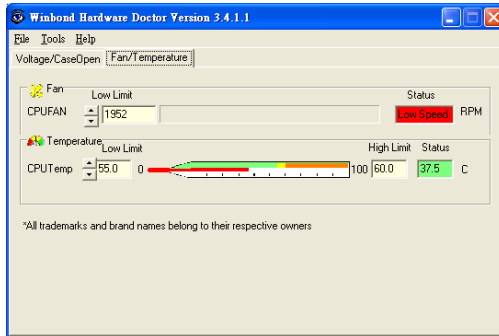 Winbond Hardware Doctor Version 3.4.1.1
File Tools Help
Voltage/CaseOpen Fan/Temperature
Fan
Low Limit Status
CPUFAN 1952 Low Speed RPM
Temperature
Low Limit High Limit Status
CPUTemp 55.0 0 100 60.0 37.5 C
*All trademarks and brand names belong to their respective owners